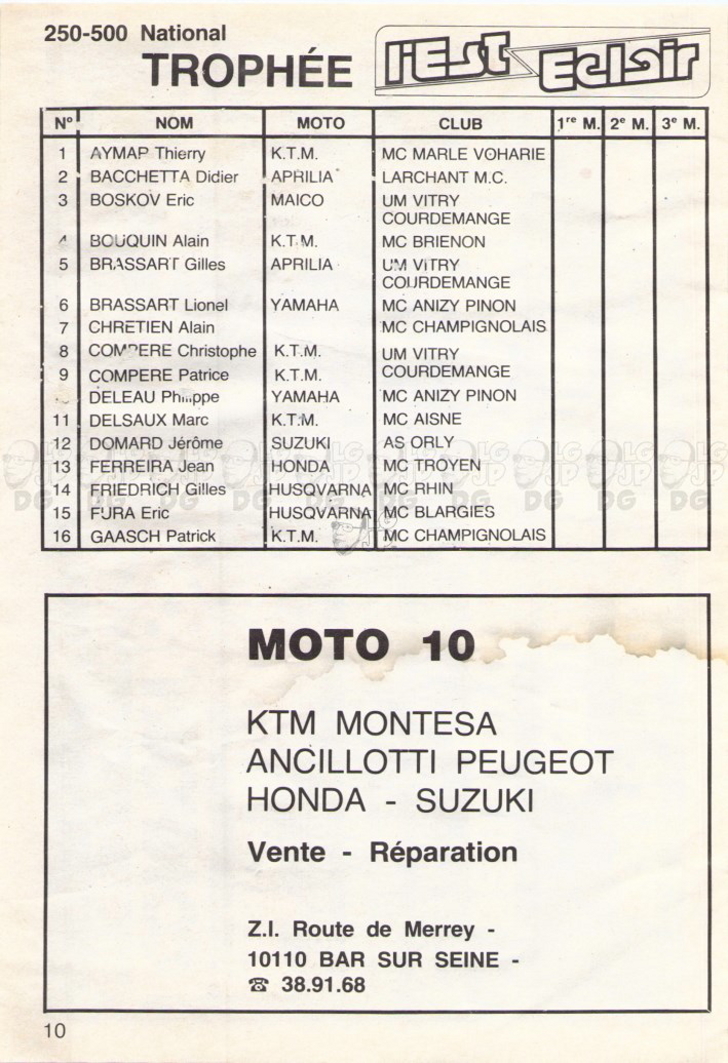 250-500 National
TROPHÉE l'Est Eclair
N° NOM MOTO CLUB 1re M. 2e M. 3e M.
1 AYMAP Thierry K.T.M. MC MARLE VOHARIE
2 BACCHETTA Didier APRILIA LARCHANT M.C.
3 BOSKOV Eric MAICO UM VITRY
COURDEMANGE
4 BOUQUIN Alain K.T.M. MC BRIENON
5 BRASSART Gilles APRILIA UM VITRY
COURDEMANGE
6 BRASSART Lionel YAMAHA MC ANIZY PINON
7 CHRETIEN Alain MC CHAMPIGNOLAIS
8 COMPERE Christophe K.T.M. UM VITRY
9 COMPERE Patrice K.T.M. COURDEMANGE
DELEAU Philippe YAMAHA MC ANIZY PINON
11 DELSAUX Marc K.T.M. MC AISNE
12 DOMARD Jérôme SUZUKI AS ORLY
13 FERREIRA Jean HONDA MC TROYEN
14 FRIEDRICH Gilles HUSQVARNA MC RHIN
15 FURA Eric HUSQVARNA MC BLARGIES
16 GAASCH Patrick K.T.M. MC CHAMPIGNOLAIS
MOTO 10
KTM MONTESA
ANCILLOTTI PEUGEOT
HONDA - SUZUKI
Vente - Réparation
Z.I. Route de Merrey -
10110 BAR SUR SEINE -
☎ 38.91.68
10